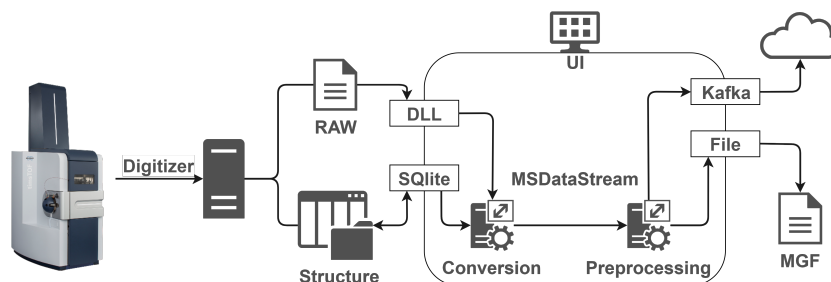 UI
Digitizer
RAW
DLL
Kafka
File
SQlite
MSDataStream
Structure
Conversion
Preprocessing
MGF